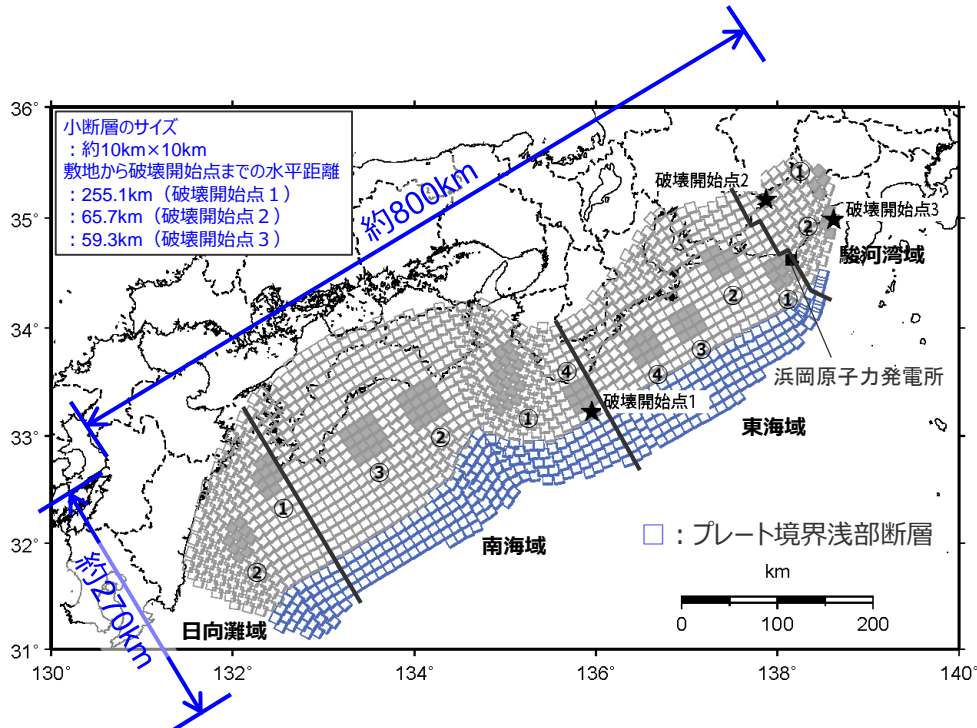 小断層のサイズ
：約10km×10km
敷地から破壊開始点までの水平距離
：255.1km（破壊開始点１）
：65.7km（破壊開始点２）
：59.3km（破壊開始点３）
約800km
約270km
36°
35°
34°
33°
32°
31°
130°
132°
134°
136°
138°
140°
破壊開始点2
①
破壊開始点3
②
駿河湾域
②
①
③
④
④
浜岡原子力発電所
破壊開始点1
①
②
③
東海域
①
②
南海域
日向灘域
□：プレート境界浅部断層
km
0
100
200